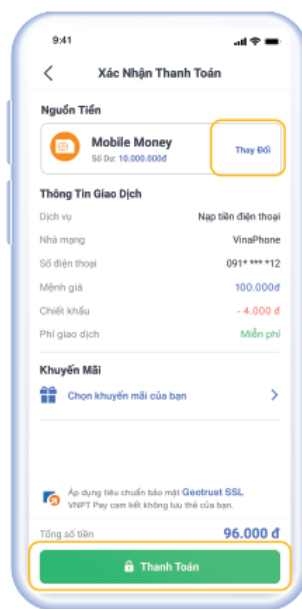 9:41
Xác Nhận Thanh Toán
Nguồn Tiền
Mobile Money
Số Dư: 10.000.000đ
Thay Đổi
Thông Tin Giao Dịch
Dịch vụ Nạp tiền điện thoại
Nhà mạng VinaPhone
Số điện thoại 091* *** *12
Mệnh giá 100.000đ
Chiết khấu - 4.000 đ
Phí giao dịch Miễn phí
Khuyến Mãi
Chọn khuyến mãi của bạn
Áp dụng tiêu chuẩn bảo mật Geotrust SSL
VNPT Pay cam kết không lưu thẻ của bạn.
Tổng số tiền 96.000 đ
Thanh Toán